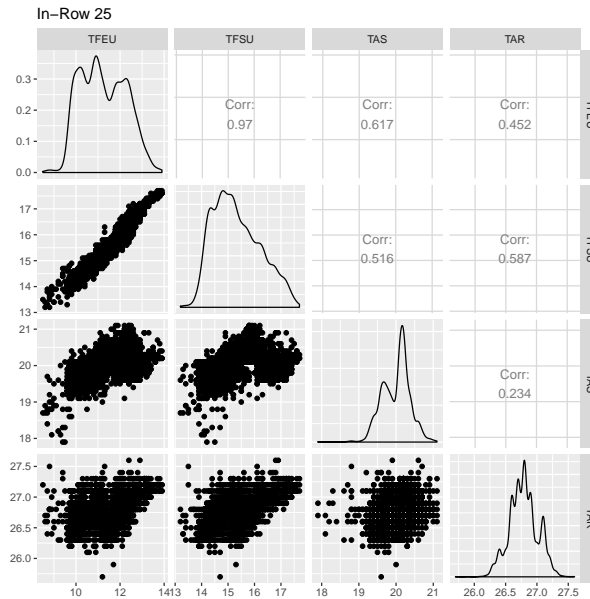 In−Row 25
TFEU TFSU TAS TAR
0.3
0.2
0.1
0.0
Corr:
0.97
Corr:
0.617
Corr:
0.452
17
16
15
14
13
Corr:
0.516
Corr:
0.587
21
20
19
18
Corr:
0.234
27.5
27.0
26.5
26.0
10 12 14 13 14 15 16 17 18 19 20 21 26.0 26.5 27.0 27.5